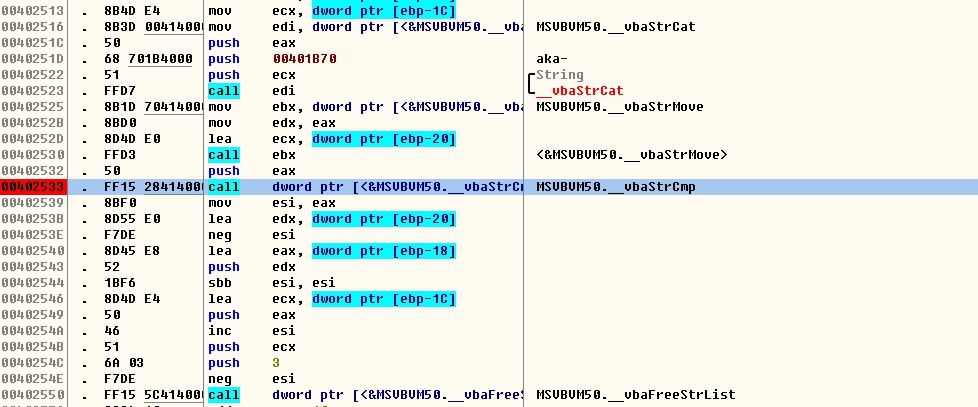 00402513 . 8B4D E4 mov ecx, dword ptr [ebp-1C]
00402516 . 8B3D 00414000 mov edi, dword ptr [<&MSVBVM50.__vba MSVBVM50.__vbaStrCat
0040251C . 50 push eax
0040251D . 68 701B4000 push 00401B70 aka-
00402522 . 51 push ecx String
00402523 . FFD7 call edi __vbaStrCat
00402525 . 8B1D 70414000 mov ebx, dword ptr [<&MSVBVM50.__vba MSVBVM50.__vbaStrMove
0040252B . 8BD0 mov edx, eax
0040252D . 8D4D E0 lea ecx, dword ptr [ebp-20]
00402530 . FFD3 call ebx <&MSVBVM50.__vbaStrMove>
00402532 . 50 push eax
00402533 . FF15 28414000 call dword ptr [<&MSVBVM50.__vbaStrCm MSVBVM50.__vbaStrCmp
00402539 . 8BF0 mov esi, eax
0040253B . 8D55 E0 lea edx, dword ptr [ebp-20]
0040253E . F7DE neg esi
00402540 . 8D45 E8 lea eax, dword ptr [ebp-18]
00402543 . 52 push edx
00402544 . 1BF6 sbb esi, esi
00402546 . 8D4D E4 lea ecx, dword ptr [ebp-1C]
00402549 . 50 push eax
0040254A . 46 inc esi
0040254B . 51 push ecx
0040254C . 6A 03 push 3
0040254E . F7DE neg esi
00402550 . FF15 5C414000 call dword ptr [<&MSVBVM50.__vbaFreeS MSVBVM50.__vbaFreeStrList